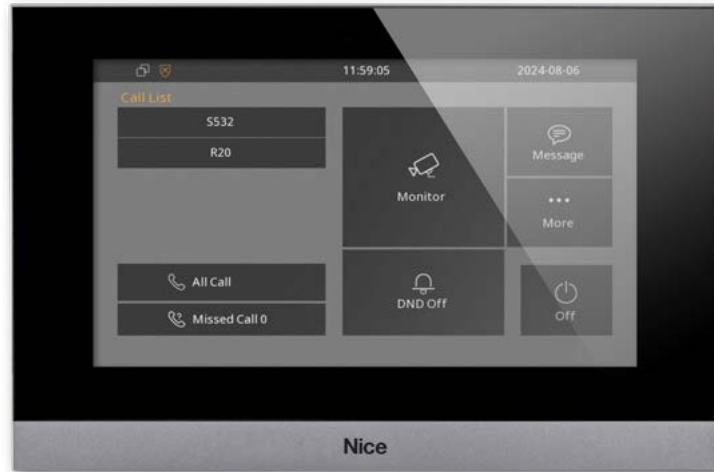 11:59:05
2024-08-06
Call List
S532
R20
Monitor
Message
More
All Call
Missed Call 0
DND Off
Off
Nice